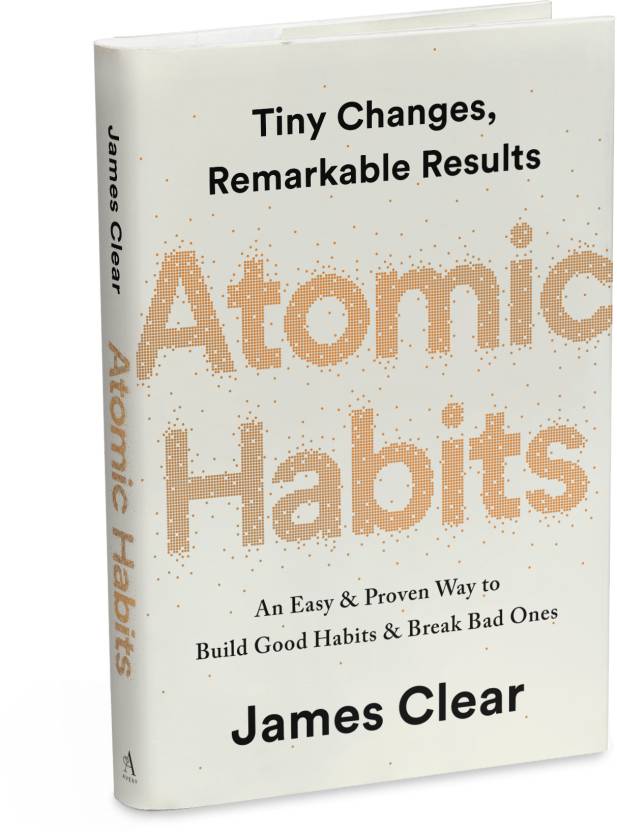 Tiny Changes,
Remarkable Results
Atomic
Habits
An Easy & Proven Way to
Build Good Habits & Break Bad Ones
James Clear
James Clear
Atomic Habits
A
AVERY